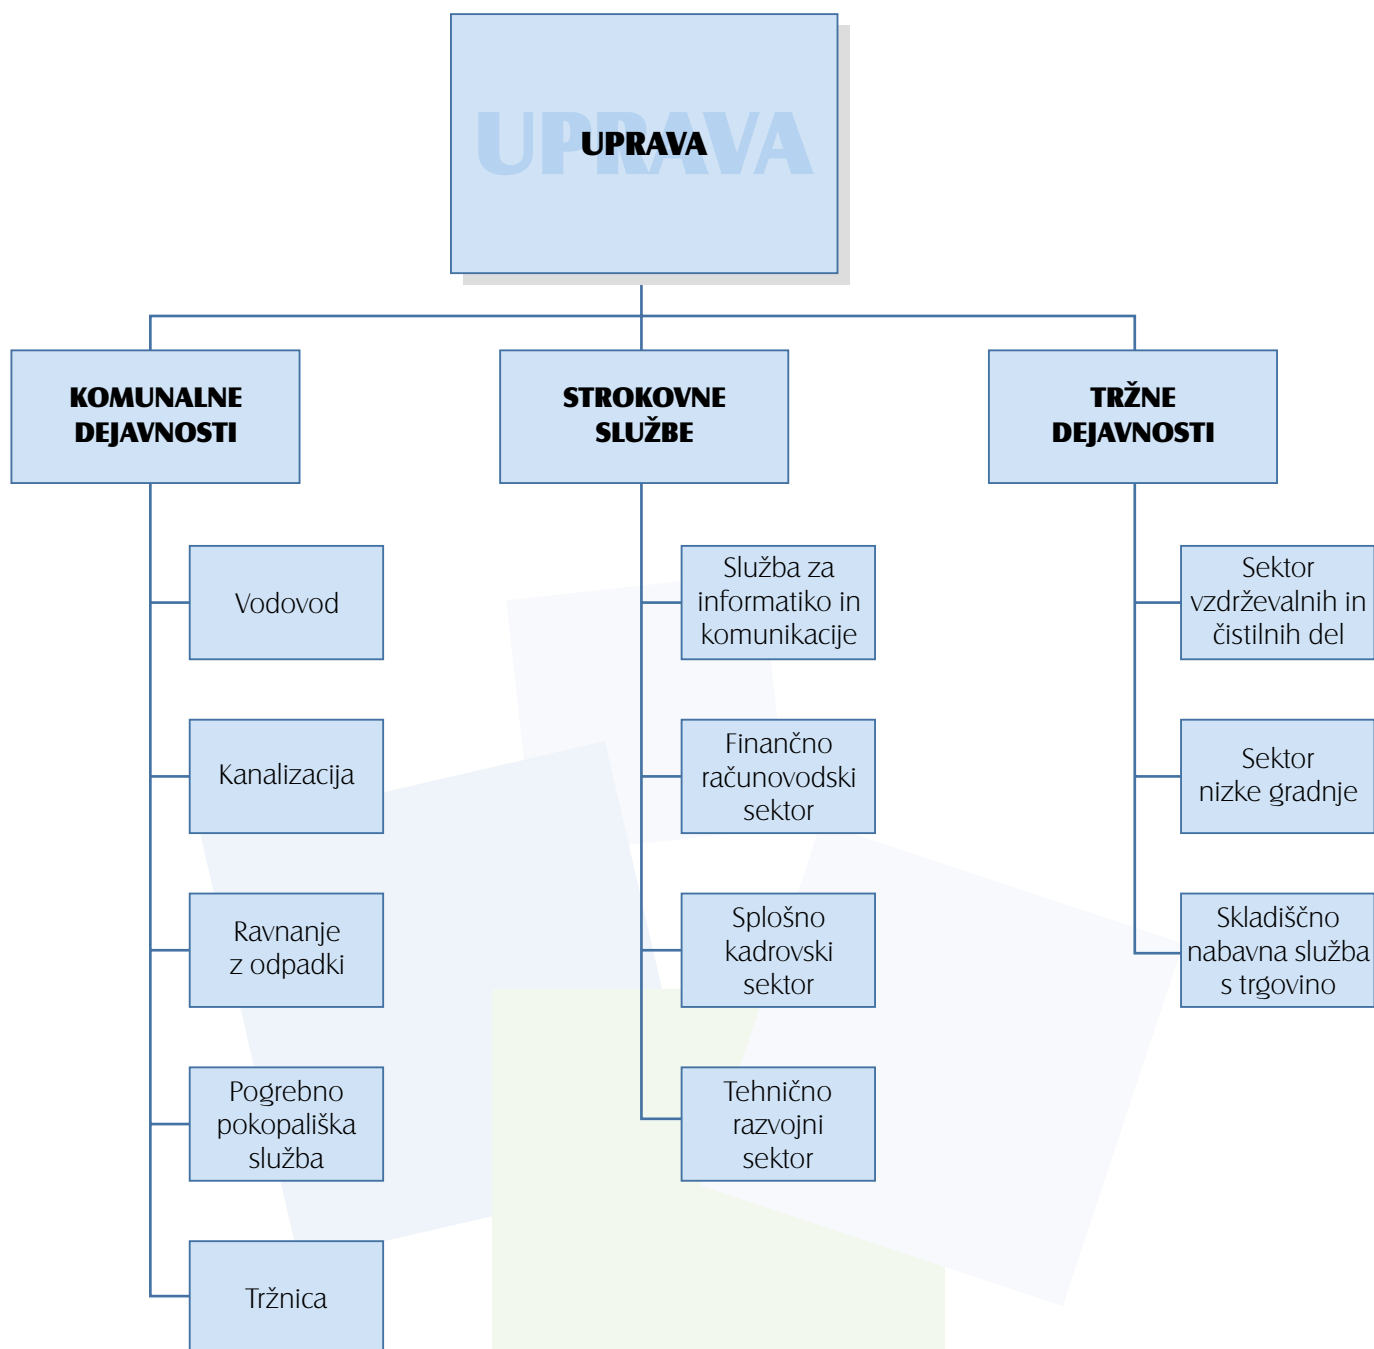 UPRAVA
UPRAVA
KOMUNALNE
DEJAVNOSTI
Vodovod
Kanalizacija
Ravnanje
z odpadki
Pogrebno
pokopališka
služba
Tržnica
STROKOVNE
SLUŽBE
Služba za
informatiko in
komunikacije
Finančno
računovodski
sektor
Splošno
kadrovski
sektor
Tehnično
razvojni
sektor
TRŽNE
DEJAVNOSTI
Sektor
vzdrževalnih in
čistilnih del
Sektor
nizke gradnje
Skladiščno
nabavna služba
s trgovino